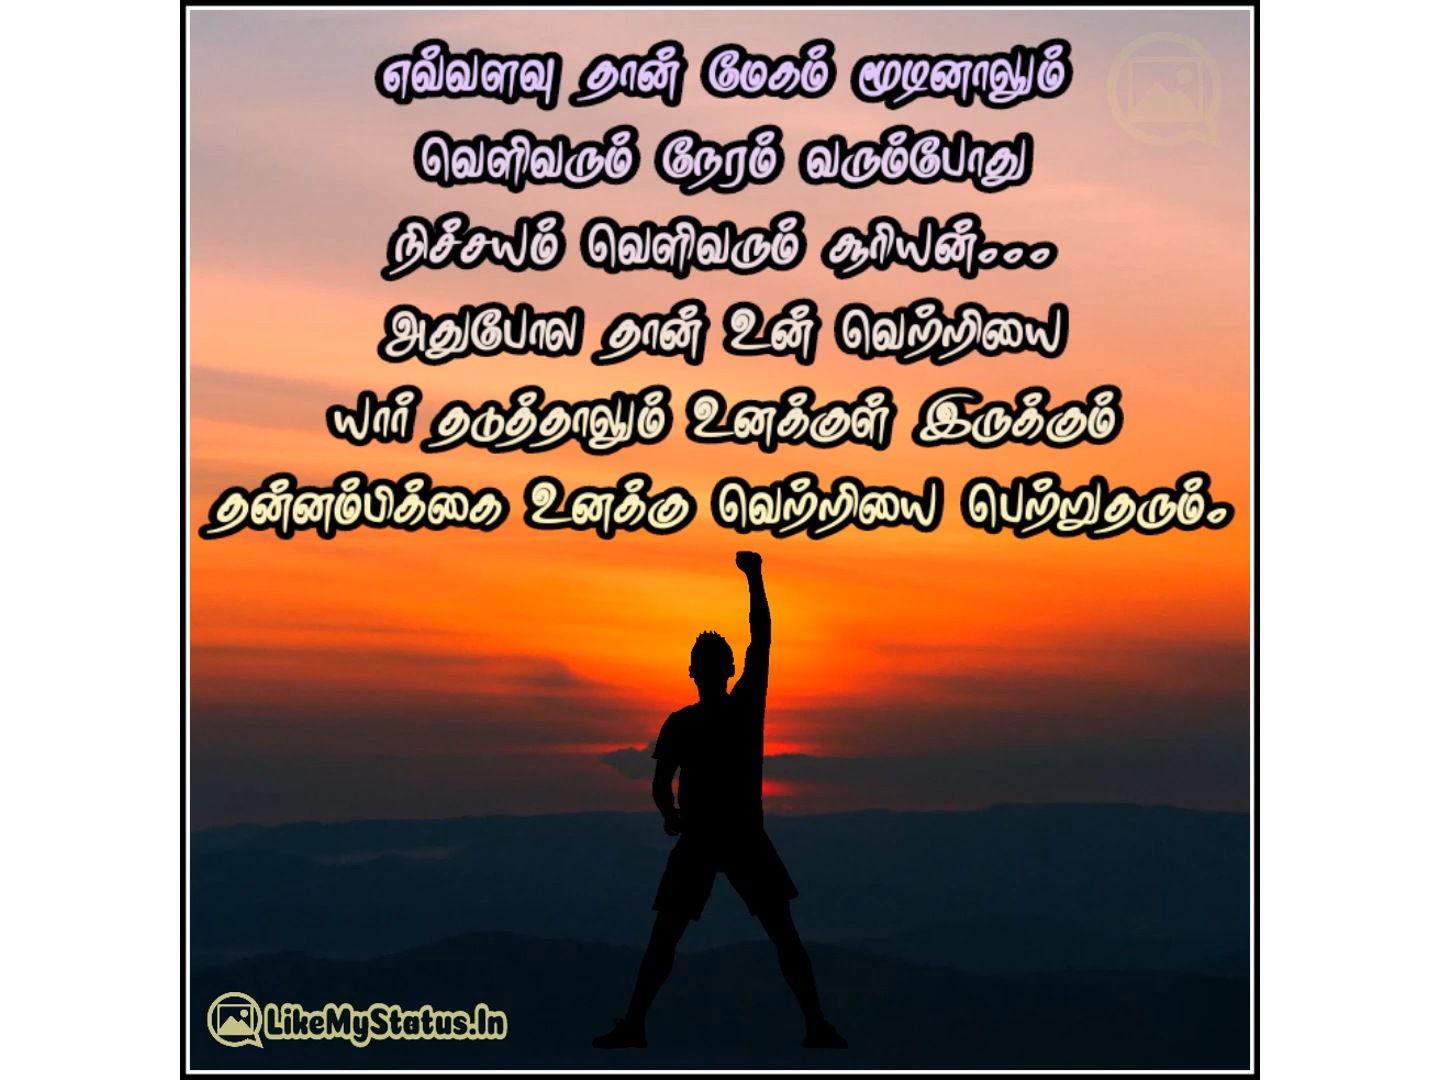 எவ்வளவு தான் மேகம் மூடினாலும்
வெளிவரும் நேரம் வரும்போது
நிச்சயம் வெளிவரும் சூரியன்...
அதுபோல தான் உன் வெற்றியை
யார் தடுத்தாலும் உனக்குள் இருக்கும்
தன்னம்பிக்கை உனக்கு வெற்றியை பெற்றுதரும்.
LikeMyStatus.In